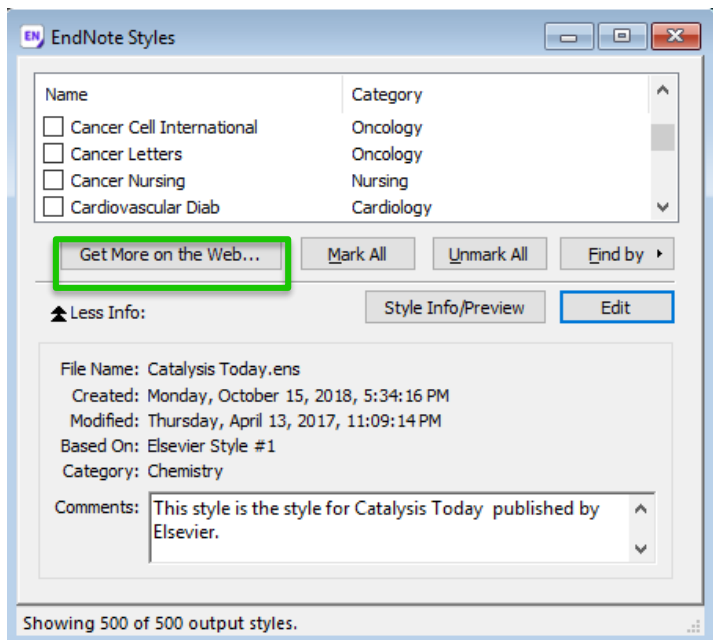 EN EndNote Styles
Name Category
Cancer Cell International Oncology
Cancer Letters Oncology
Cancer Nursing Nursing
Cardiovascular Diab Cardiology
Get More on the Web... Mark All Unmark All Find by
Less Info: Style Info/Preview Edit
File Name: Catalysis Today.ens
Created: Monday, October 15, 2018, 5:34:16 PM
Modified: Thursday, April 13, 2017, 11:09:14 PM
Based On: Elsevier Style #1
Category: Chemistry
Comments: This style is the style for Catalysis Today published by
Elsevier.
Showing 500 of 500 output styles.